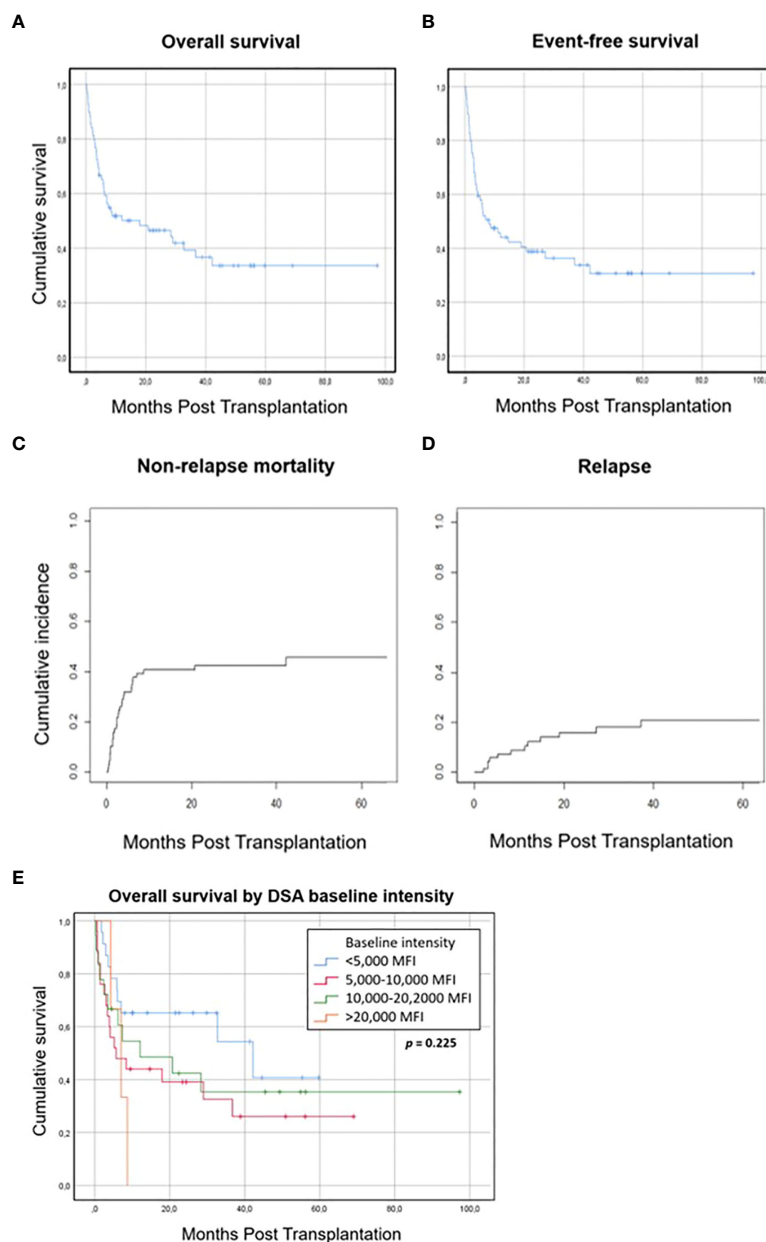 A
Overall survival
Cumulative survival
1,0
0,8
0,6
0,4
0,2
0,0
,0 20,0 40,0 60,0 80,0 100,0
Months Post Transplantation
B
Event-free survival
1,0
0,8
0,6
0,4
0,2
0,0
,0 20,0 40,0 60,0 80,0 100,0
Months Post Transplantation
C
Non-relapse mortality
Cumulative incidence
1.0
0.8
0.6
0.4
0.2
0.0
0 20 40 60
Months Post Transplantation
D
Relapse
1.0
0.8
0.6
0.4
0.2
0.0
0 20 40 60
Months Post Transplantation
E
Overall survival by DSA baseline intensity
Cumulative survival
1,0
0,8
0,6
0,4
0,2
0,0
Baseline intensity
<5,000 MFI
5,000-10,000 MFI
10,000-20,2000 MFI
>20,000 MFI
p = 0.225
,0 20,0 40,0 60,0 80,0 100,0
Months Post Transplantation